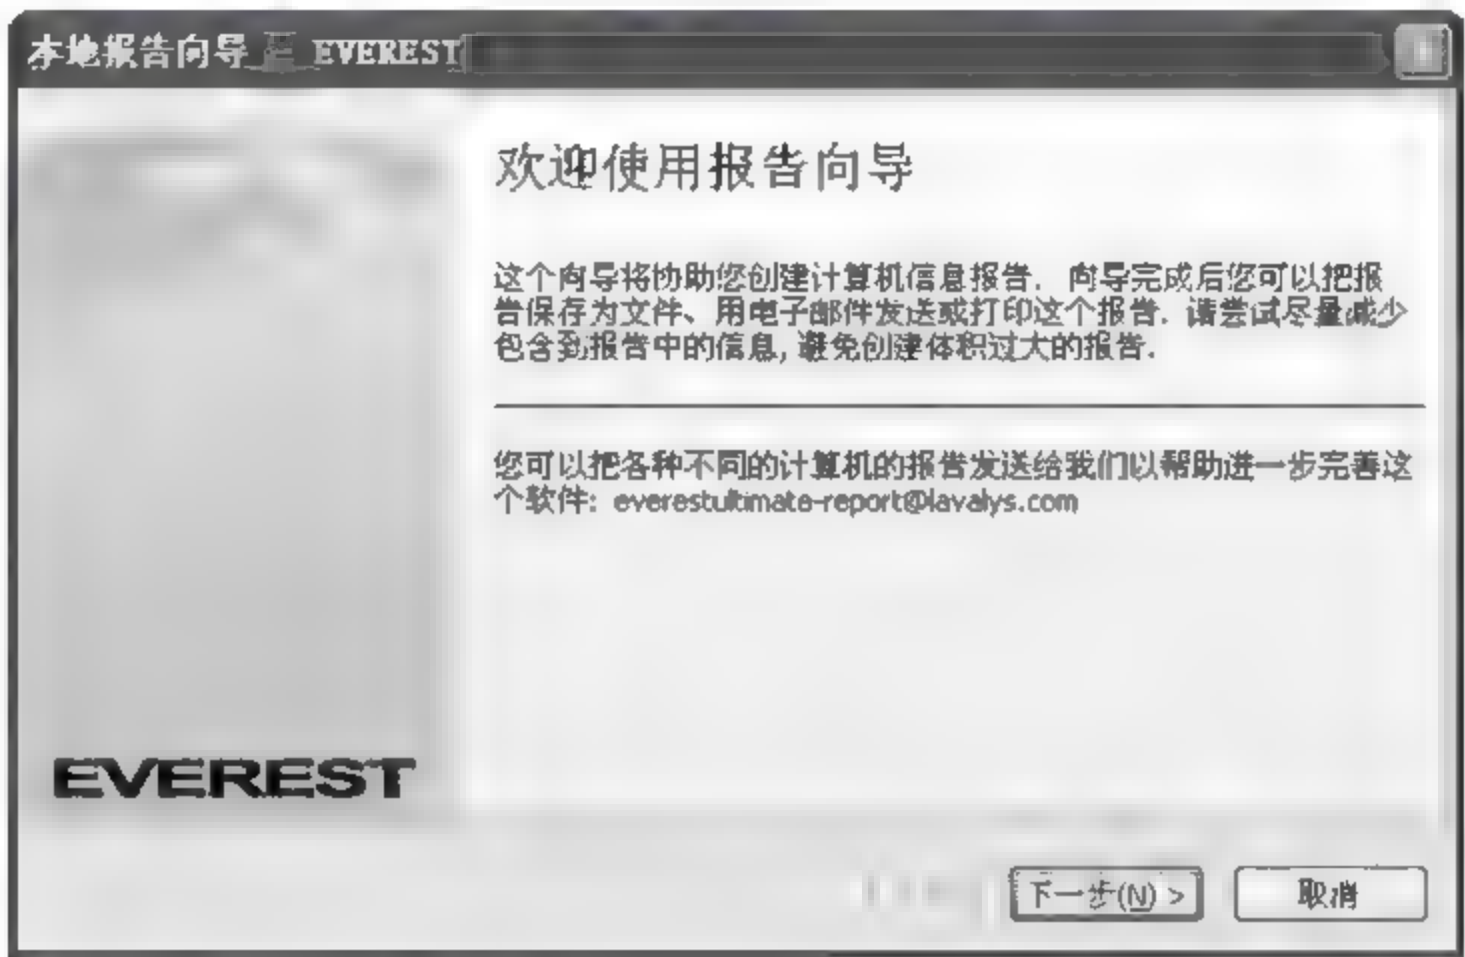 本地报告向导 EVEREST
欢迎使用报告向导
这个向导将协助您创建计算机信息报告. 向导完成后您可以把报
告保存为文件、用电子邮件发送或打印这个报告. 请尝试尽量减少
包含到报告中的信息, 避免创建体积过大的报告.
您可以把各种不同的计算机的报告发送给我们以帮助进一步完善这
个软件: everestultimate-report@lavalys.com
EVEREST
下一步(N) >
取消